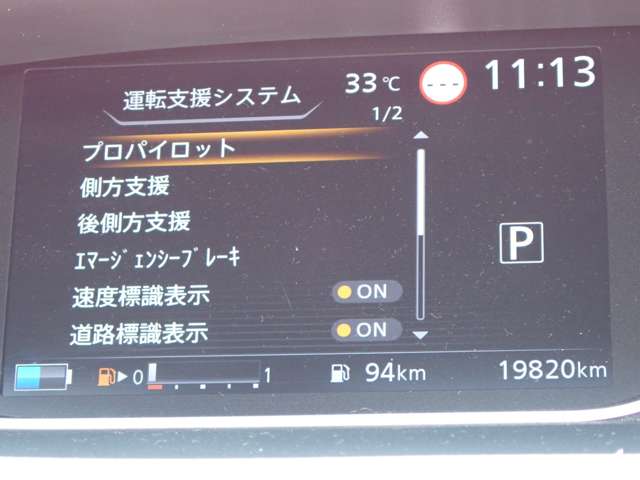 運転支援システム 33℃ --- 11:13
1/2
プロパイロット
側方支援
後側方支援 P
ｴﾏｰｼﾞｪﾝｼｰﾌﾞﾚｰｷ
速度標識表示 ON
道路標識表示 ON
0 1 94km 19820km